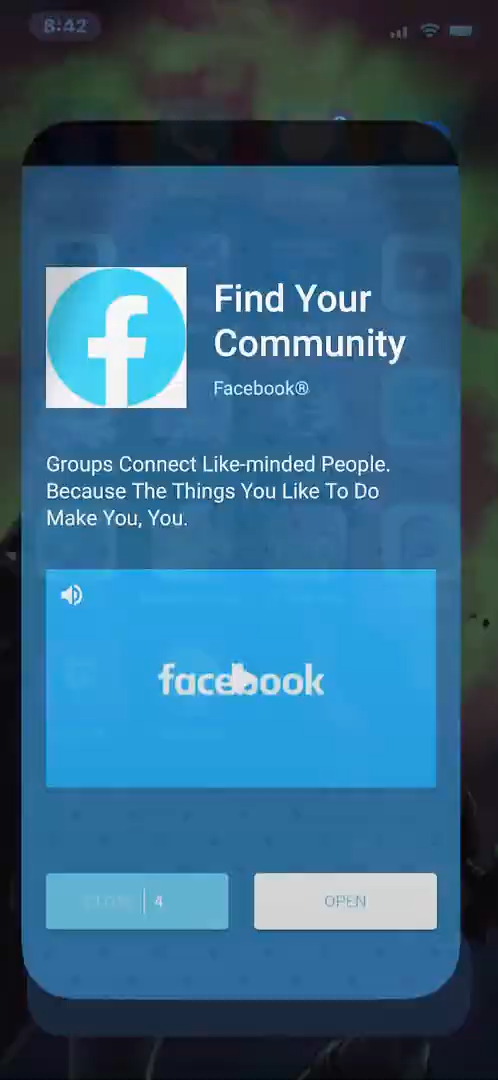 8:42
Find Your
Community
Facebook®
Groups Connect Like-minded People.
Because The Things You Like To Do
Make You, You.
facebook
CLOSE 4
OPEN